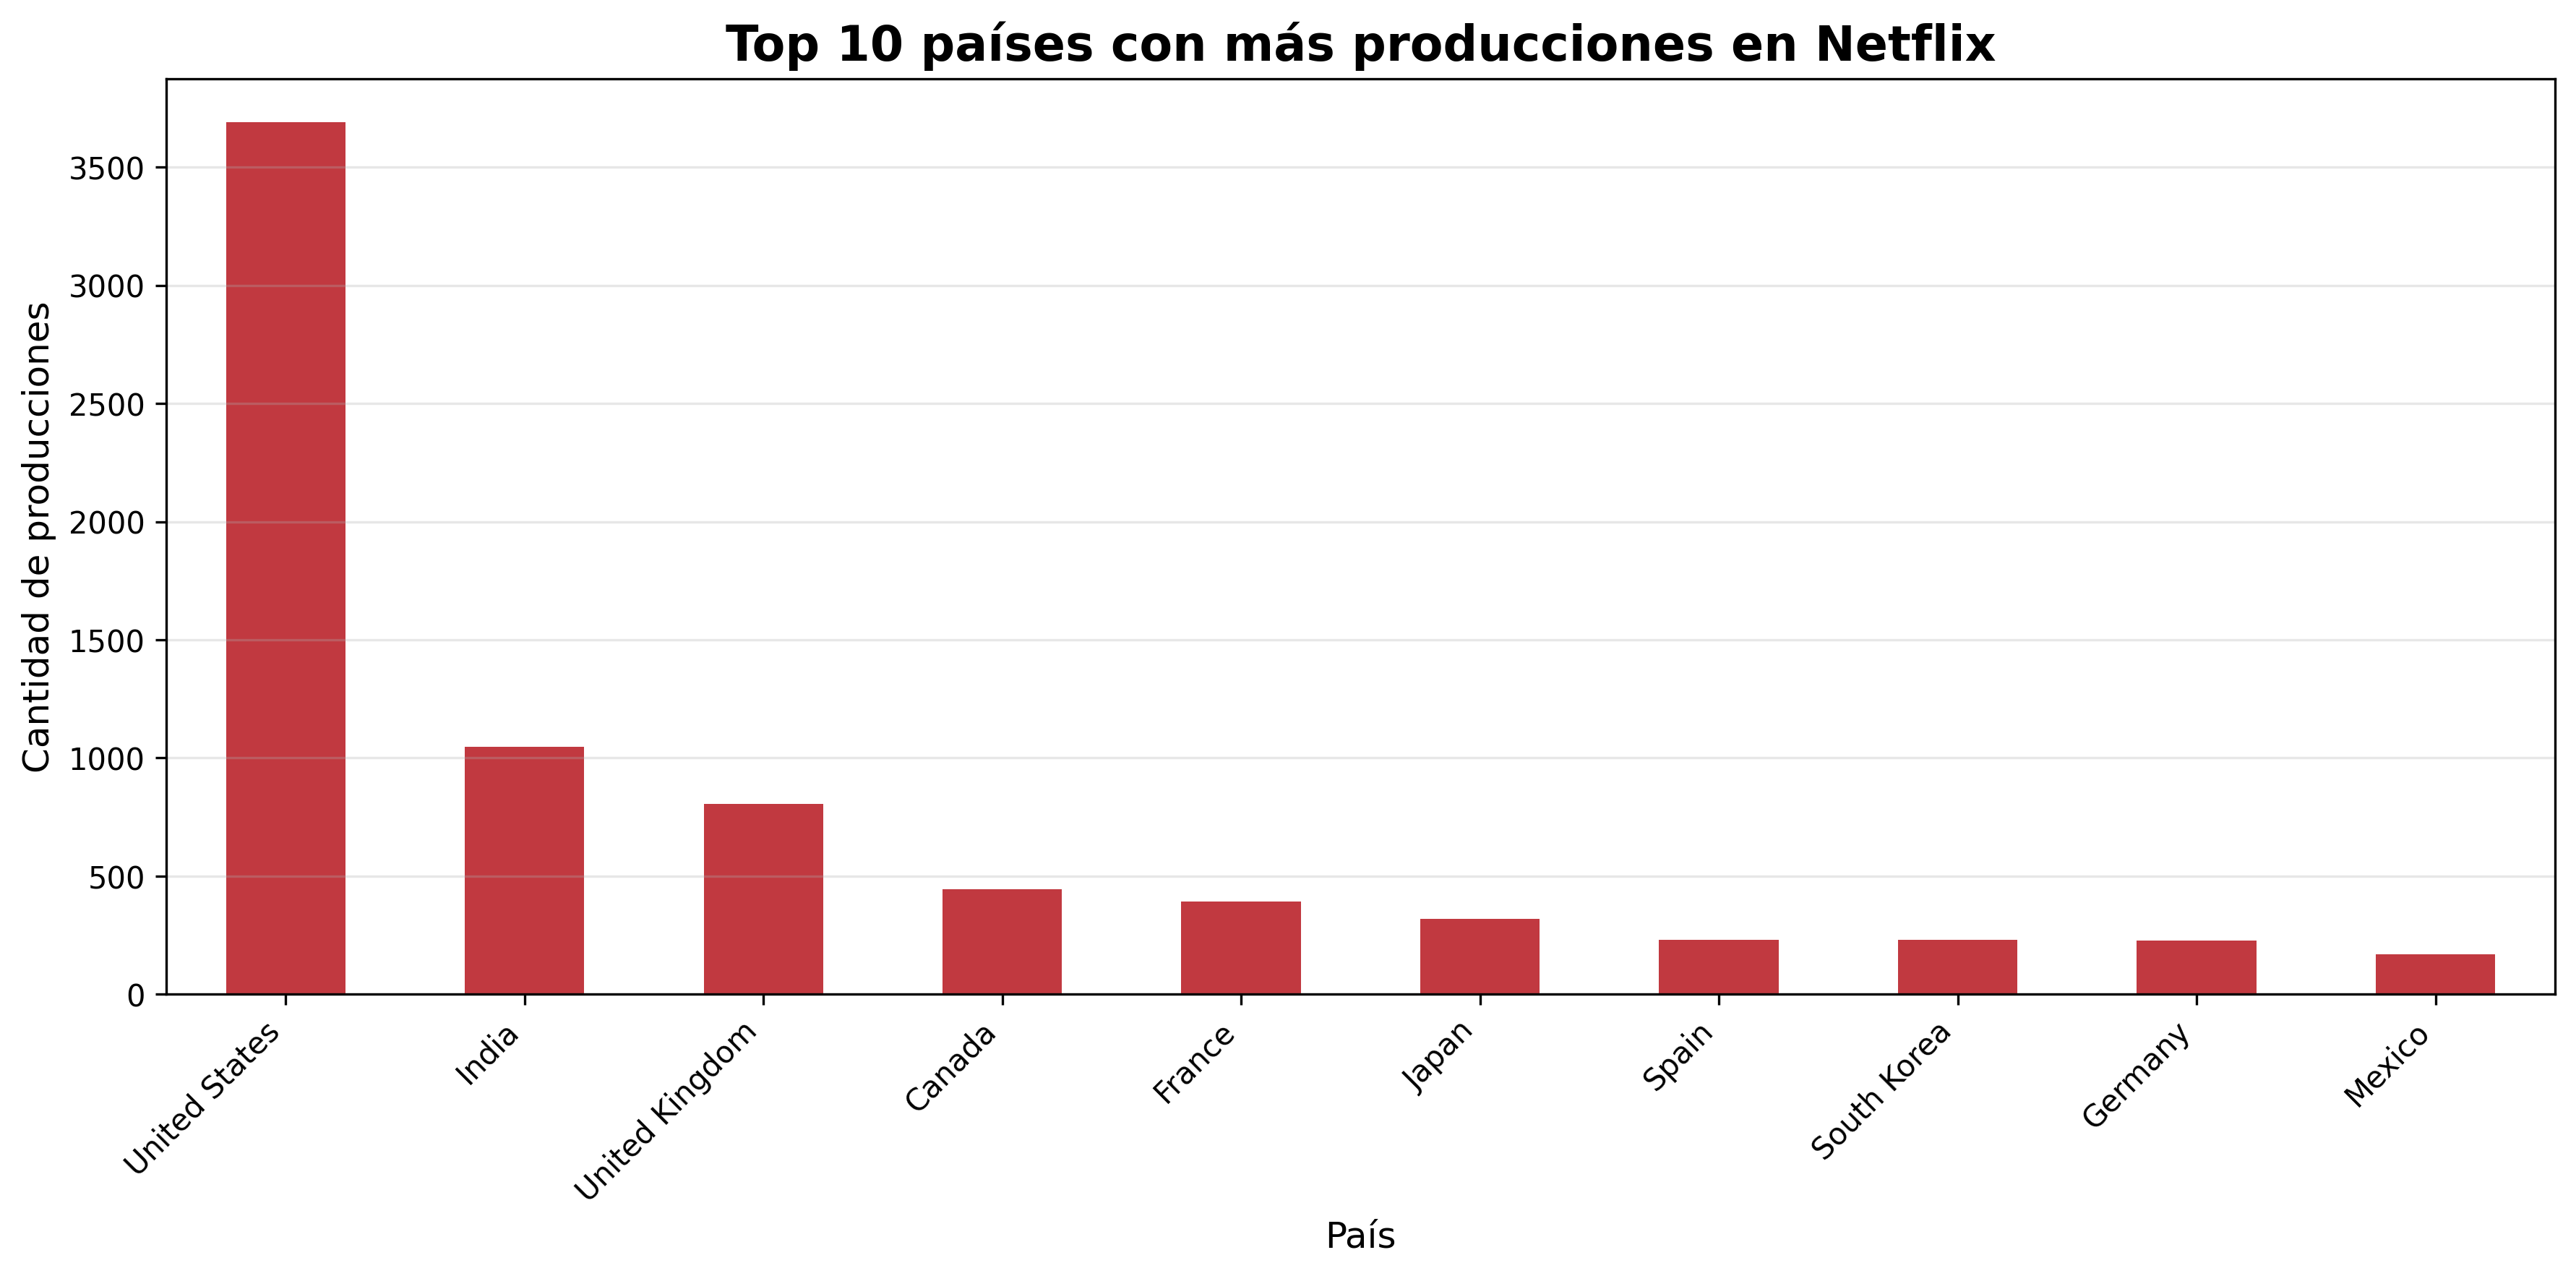 Top 10 países con más producciones en Netflix
Cantidad de producciones
3500
3000
2500
2000
1500
1000
500
0
United States
India
United Kingdom
Canada
France
Japan
Spain
South Korea
Germany
Mexico
País